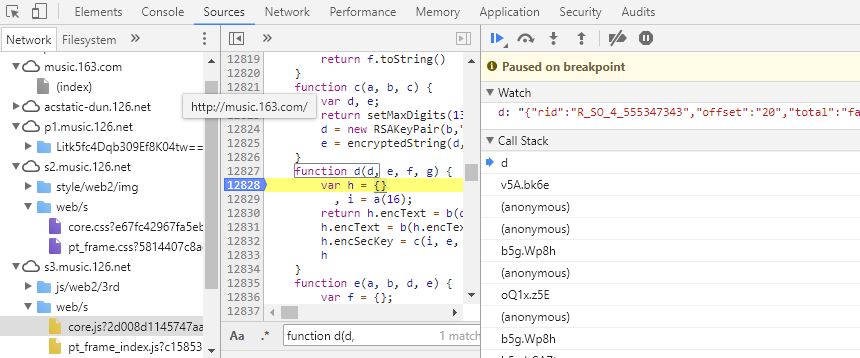 Elements Console Sources Network Performance Memory Application Security Audits
Network Filesystem »
music.163.com
(index)
acstatic-dun.126.net
http://music.163.com/
p1.music.126.net
Litk5fc4Dqb309Ef8K04tw==
s2.music.126.net
style/web2/img
web/s
core.css?e67fc42967fa5eb
pt_frame.css?5814407c8a
s3.music.126.net
js/web2/3rd
web/s
core.js?2d008d1145747aa
pt_frame_index.js?c15853
»
12819 return f.toString()
12820 }
12821 function c(a, b, c) {
12822 var d, e;
12823 return setMaxDigits(13
12824 d = new RSAKeyPair(b,"
12825 e = encryptedString(d,
12826 }
12827 function d(d, e, f, g) {
12828 var h = {}
12829 , i = a(16);
12830 return h.encText = b(d
12831 h.encText = b(h.encTex
12832 h.encSecKey = c(i, e,
12833 h
12834 }
12835 function e(a, b, d, e) {
12836 var f = {};
12837
Aa .* function d(d, 1 match
Paused on breakpoint
Watch
d: "{"rid":"R_SO_4_555347343","offset":"20","total":"fa
Call Stack
d
v5A.bk6e
(anonymous)
(anonymous)
b5g.Wp8h
(anonymous)
oQ1x.z5E
(anonymous)
b5g.Wp8h